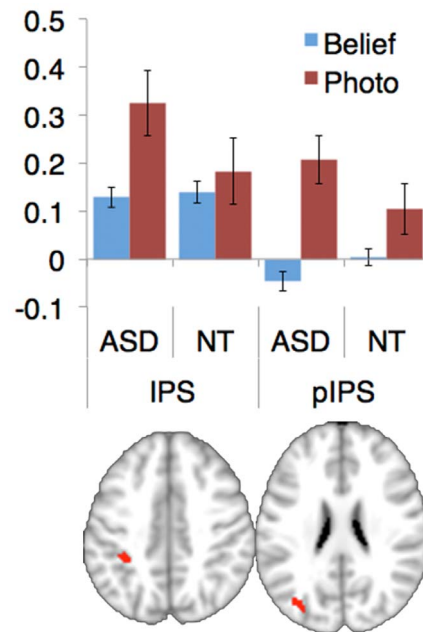 0.5
0.4
0.3
0.2
0.1
0
-0.1
Belief
Photo
ASD NT ASD NT
IPS pIPS